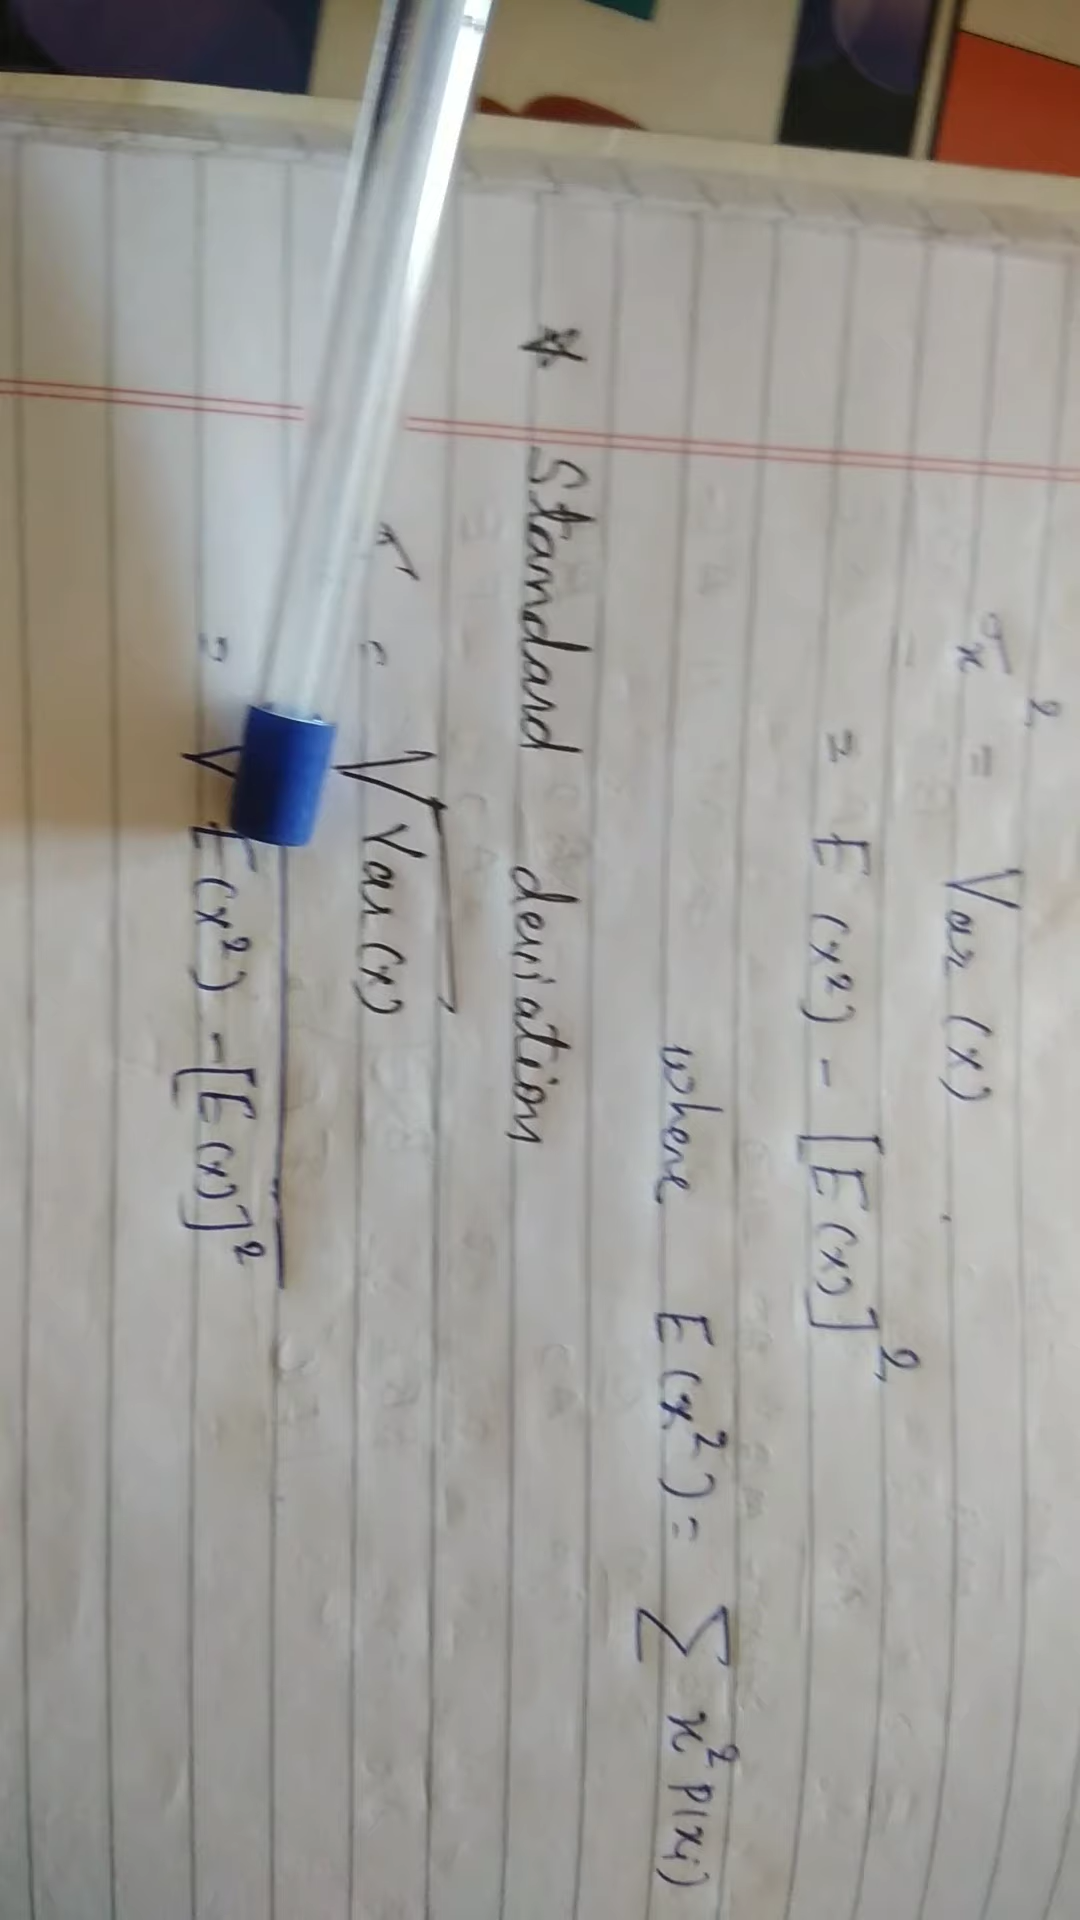 σx² = Var (x)
= E (x²) - [E (x)]²
where E (x²) = ∑ x² p(xi)
* Standard deviation
σ = √Var (x)
= √E (x²) - [E (x)]²